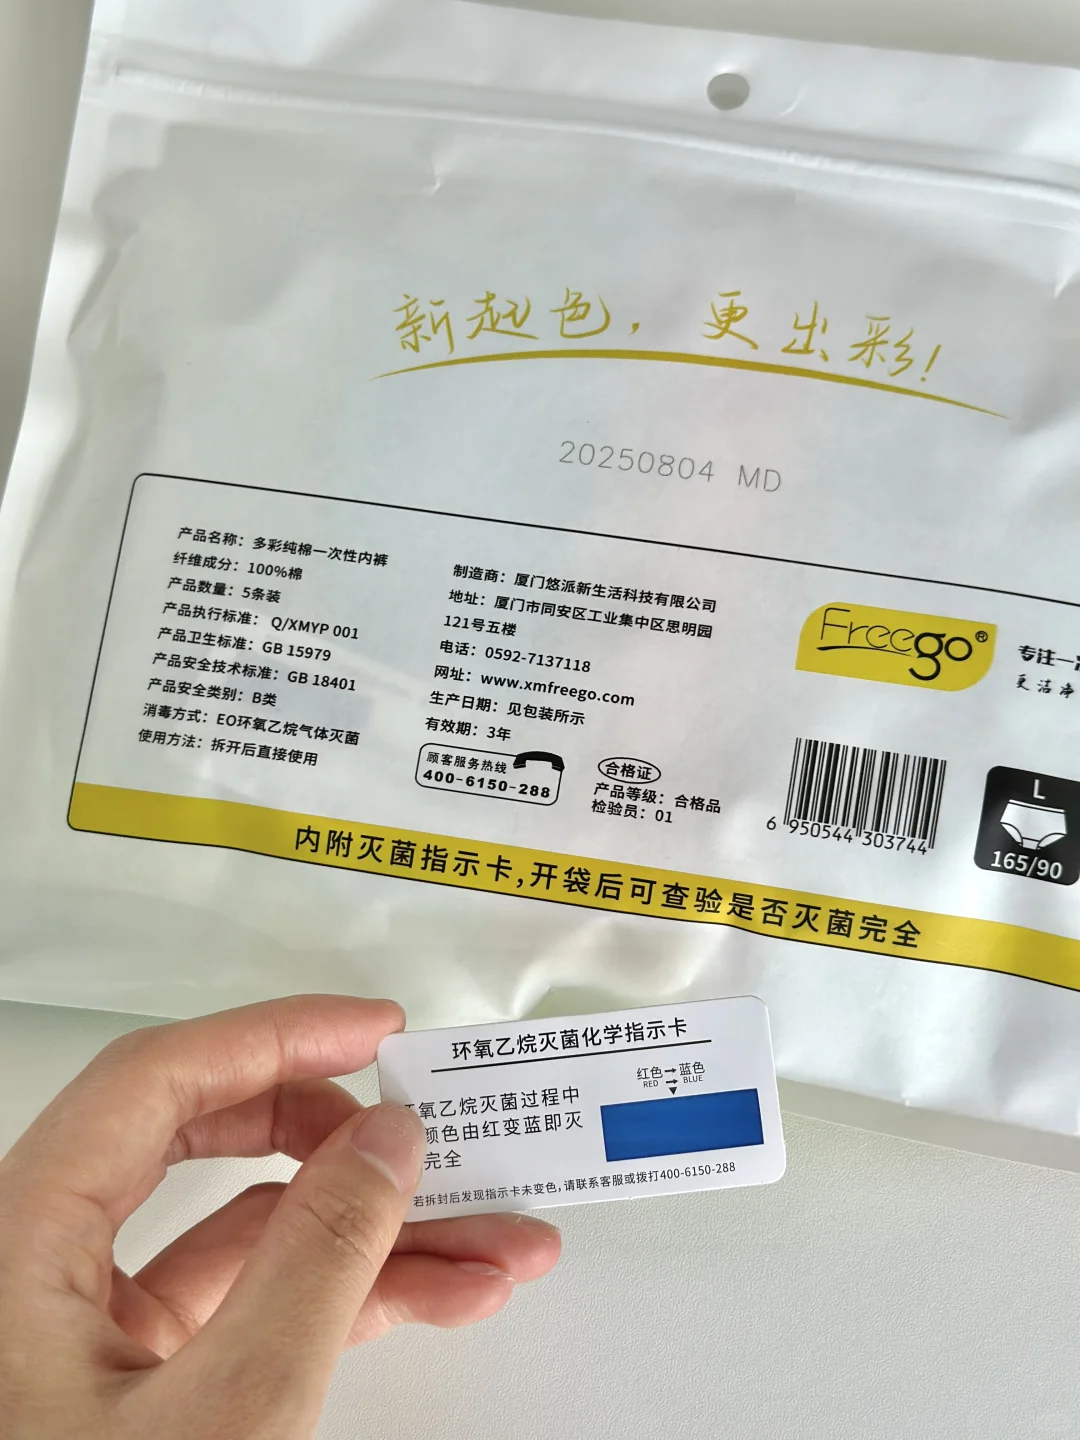 新起色，更出彩！
20250804 MD
产品名称：多彩纯棉一次性内裤
纤维成分：100%棉
产品数量：5条装
产品执行标准：Q/XMYP 001
产品卫生标准：GB 15979
产品安全技术标准：GB 18401
产品安全类别：B类
消毒方式：EO环氧乙烷气体灭菌
使用方法：拆开后直接使用
制造商：厦门悠派新生活科技有限公司
地址：厦门市同安区工业集中区思明园
121号五楼
电话：0592-7137118
网址：www.xmfreego.com
生产日期：见包装所示
有效期：3年
顾客服务热线
400-6150-288
合格证
产品等级：合格品
检验员：01
Freego®
专注一
更洁净
6 950544 303744
L
165/90
内附灭菌指示卡,开袋后可查验是否灭菌完全
环氧乙烷灭菌化学指示卡
氧乙烷灭菌过程中
颜色由红变蓝即灭
完全
红色→蓝色
RED → BLUE
若拆封后发现指示卡未变色,请联系客服或拨打400-6150-288